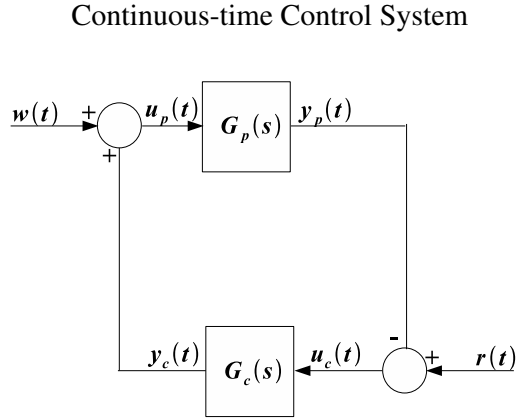 Continuous-time Control System
w(t)
+
u_p(t)
G_p(s)
y_p(t)
+
-
y_c(t)
G_c(s)
u_c(t)
+
r(t)